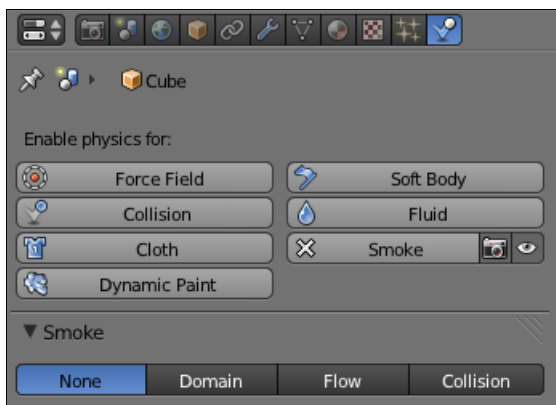 Cube
Enable physics for:
Force Field Soft Body
Collision Fluid
Cloth Smoke
Dynamic Paint
Smoke
None Domain Flow Collision